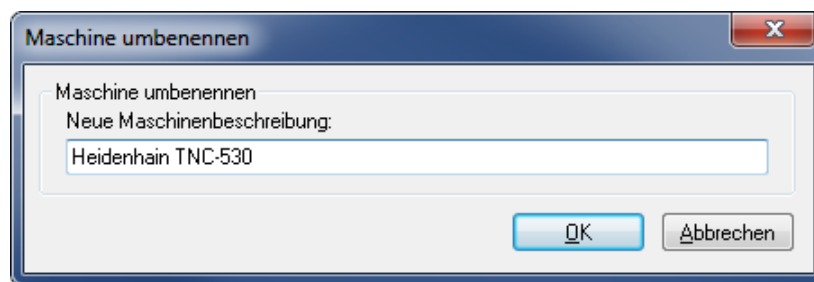 Maschine umbenennen
Maschine umbenennen
Neue Maschinenbeschreibung:
Heidenhain TNC-530
OK Abbrechen